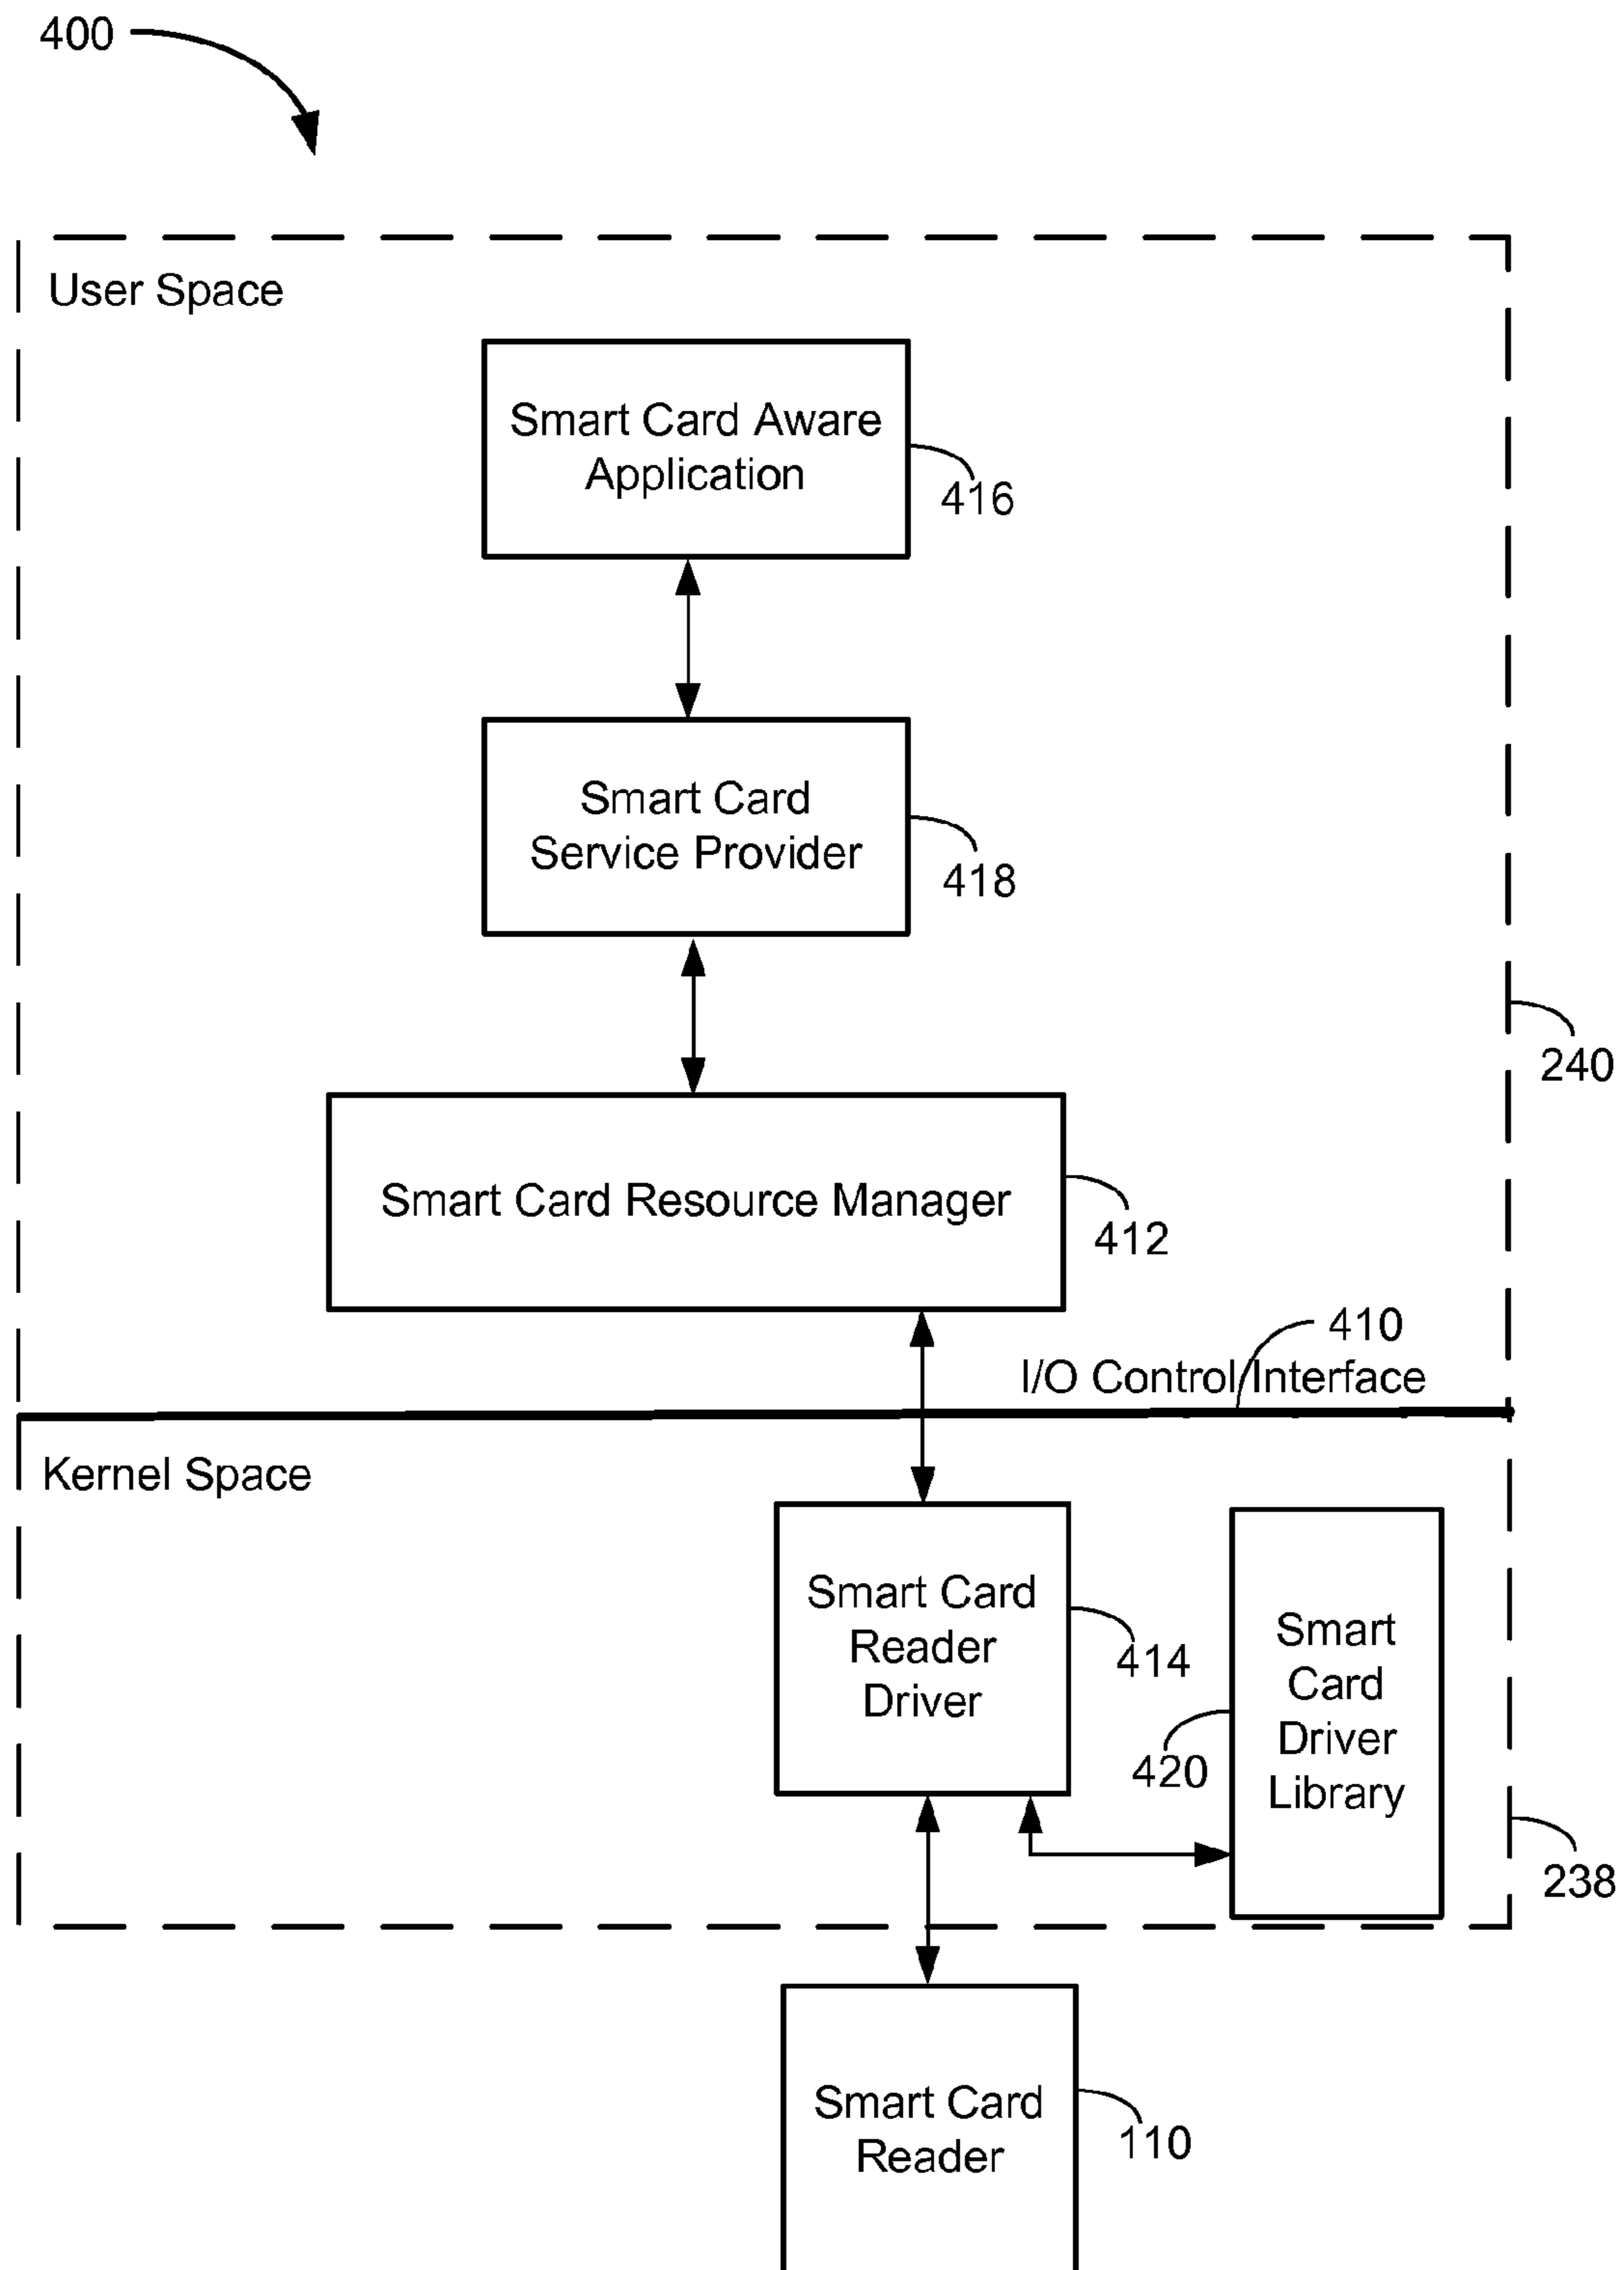 400
User Space
Smart Card Aware
Application
416
Smart Card
Service Provider
418
240
Smart Card Resource Manager
412
410
I/O Control Interface
Kernel Space
Smart Card
Reader
Driver
414
Smart
Card
Driver
Library
420
238
Smart Card
Reader
110